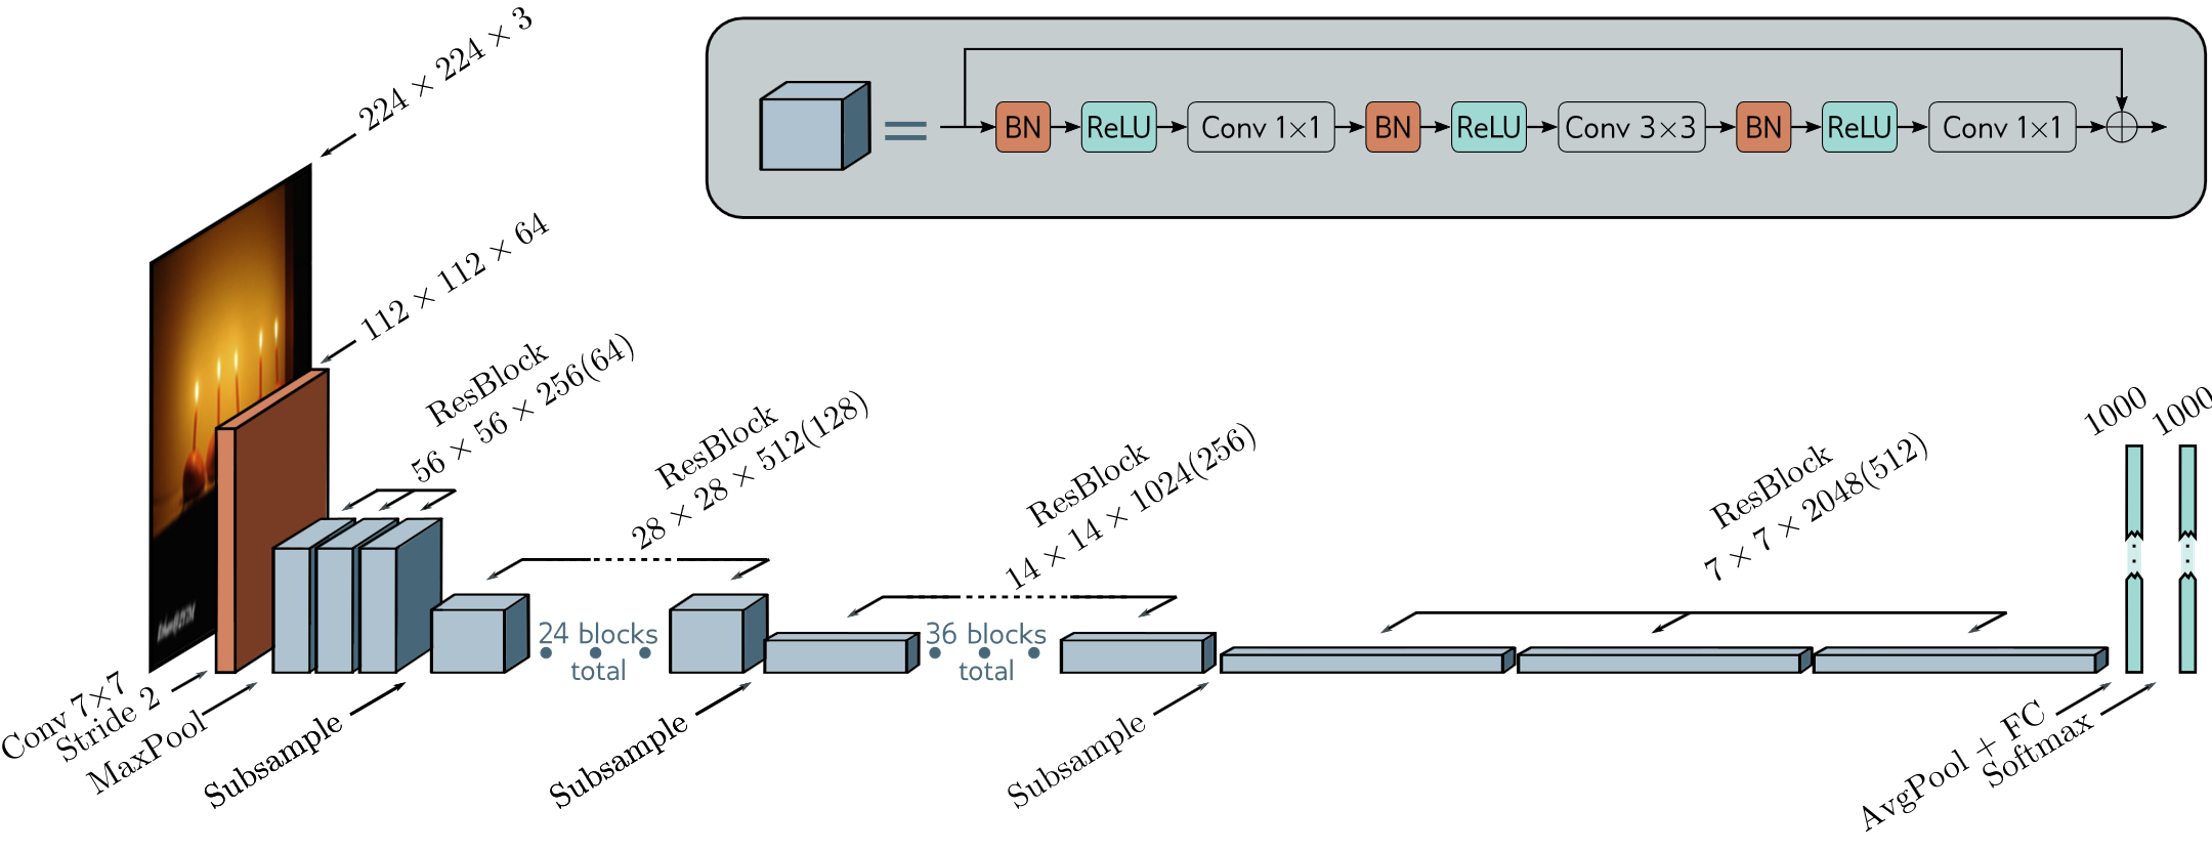 224 × 224 × 3
BN
ReLU
Conv 1×1
BN
ReLU
Conv 3×3
BN
ReLU
Conv 1×1
112 × 112 × 64
ResBlock
56 × 56 × 256(64)
ResBlock
28 × 28 × 512(128)
ResBlock
14 × 14 × 1024(256)
ResBlock
7 × 7 × 2048(512)
1000
1000
24 blocks
total
36 blocks
total
Conv 7×7
Stride 2
MaxPool
Subsample
Subsample
Subsample
AvgPool + FC
Softmax